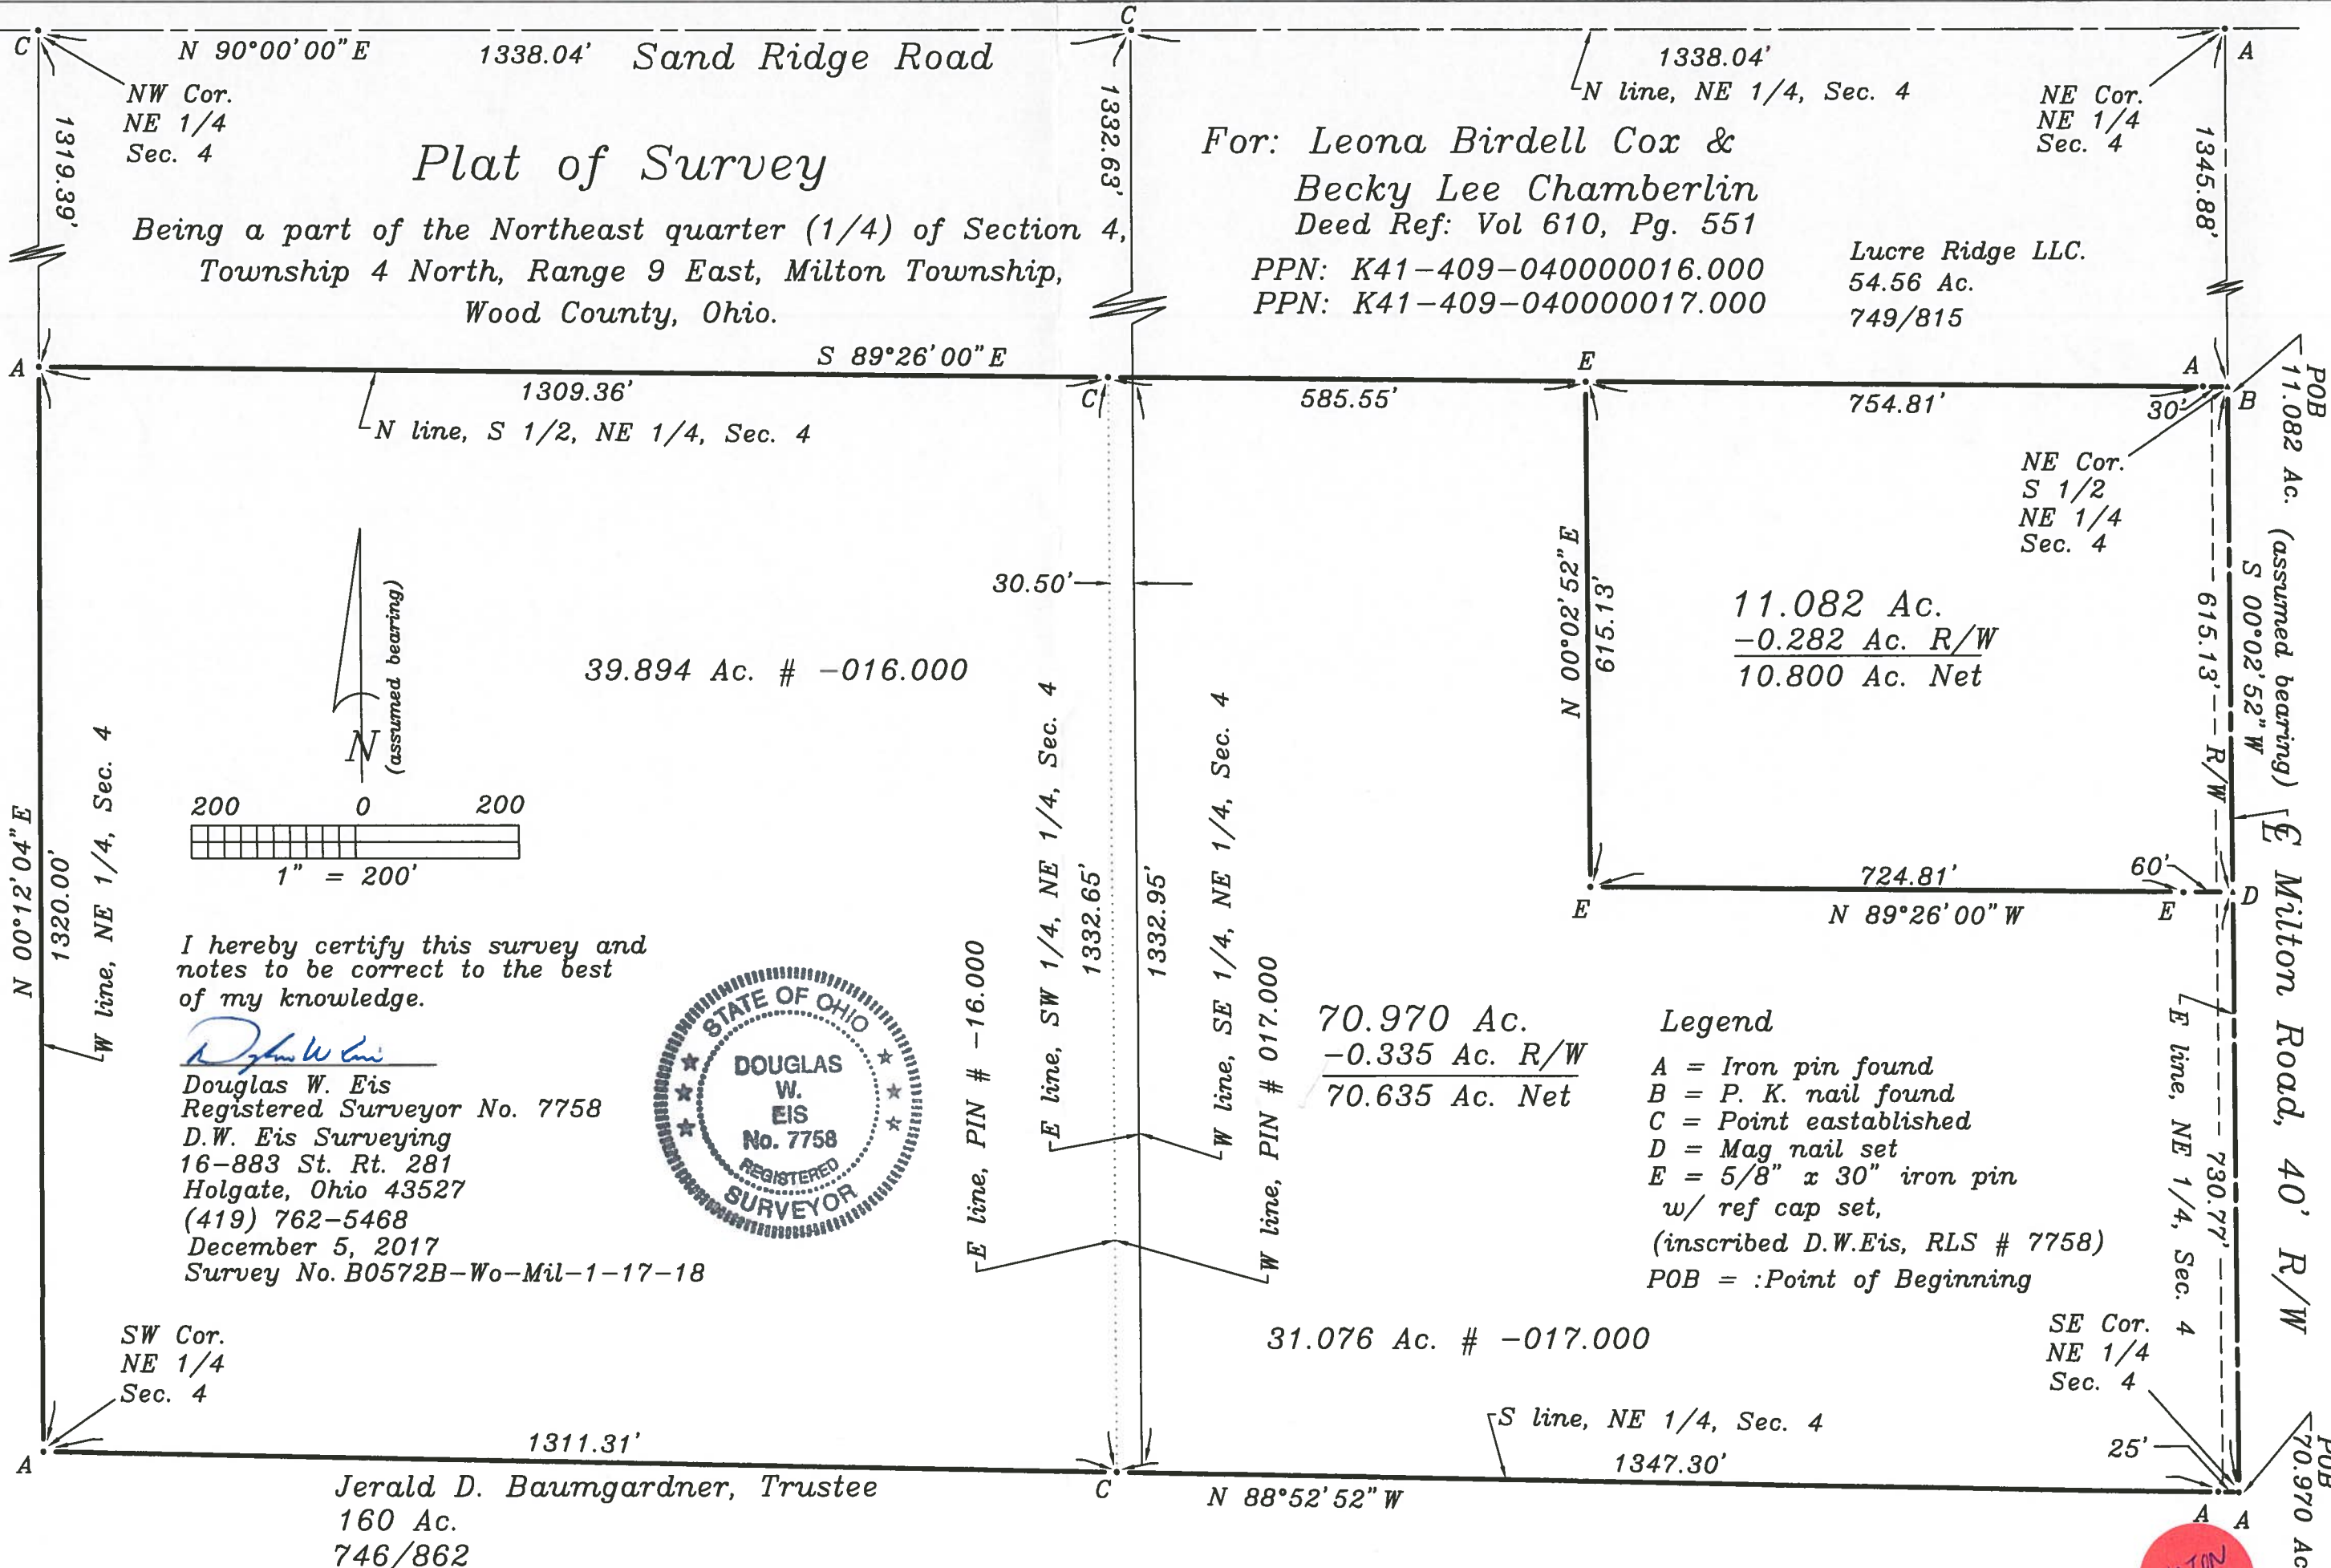 C
C
A
N 90°00'00" E
1338.04'
Sand Ridge Road
1338.04'
N line, NE 1/4, Sec. 4
NW Cor.
NE 1/4
Sec. 4
NE Cor.
NE 1/4
Sec. 4
1319.39'
1332.63'
1345.88'
Plat of Survey
Being a part of the Northeast quarter (1/4) of Section 4,
Township 4 North, Range 9 East, Milton Township,
Wood County, Ohio.
For: Leona Birdell Cox &
Becky Lee Chamberlin
Deed Ref: Vol 610, Pg. 551
PPN: K41-409-040000016.000
PPN: K41-409-040000017.000
Lucre Ridge LLC.
54.56 Ac.
749/815
A
S 89°26'00" E
1309.36'
N line, S 1/2, NE 1/4, Sec. 4
C
585.55'
E
754.81'
A
30'
B
POB
11.082 Ac.
NE Cor.
S 1/2
NE 1/4
Sec. 4
(assumed bearing)
S 00°02'52" W
615.13'
R/W
N 00°02'52" E
615.13'
11.082 Ac.
-0.282 Ac. R/W
10.800 Ac. Net
30.50'
39.894 Ac. # -016.000
N
(assumed bearing)
200 0 200
1" = 200'
N 00°12'04" E
1320.00'
W line, NE 1/4, Sec. 4
E line, SW 1/4, NE 1/4, Sec. 4
1332.65'
1332.95'
W line, SE 1/4, NE 1/4, Sec. 4
E line, PIN # -16.000
W line, PIN # 017.000
724.81'
60'
E
N 89°26'00" W
E
D
CL Milton Road, 40' R/W
I hereby certify this survey and
notes to be correct to the best
of my knowledge.
Douglas W. Eis
Registered Surveyor No. 7758
D.W. Eis Surveying
16-883 St. Rt. 281
Holgate, Ohio 43527
(419) 762-5468
December 5, 2017
Survey No. B0572B-Wo-Mil-1-17-18
STATE OF OHIO
DOUGLAS
W.
EIS
No. 7758
REGISTERED
SURVEYOR
70.970 Ac.
-0.335 Ac. R/W
70.635 Ac. Net
Legend
A = Iron pin found
B = P. K. nail found
C = Point eastablished
D = Mag nail set
E = 5/8" x 30" iron pin
w/ ref cap set,
(inscribed D.W.Eis, RLS # 7758)
POB = :Point of Beginning
E line, NE 1/4, Sec. 4
730.77'
31.076 Ac. # -017.000
SW Cor.
NE 1/4
Sec. 4
SE Cor.
NE 1/4
Sec. 4
A
1311.31'
C
S line, NE 1/4, Sec. 4
1347.30'
N 88°52'52" W
25'
A
A
POB
70.970 Ac
Jerald D. Baumgardner, Trustee
160 Ac.
746/862